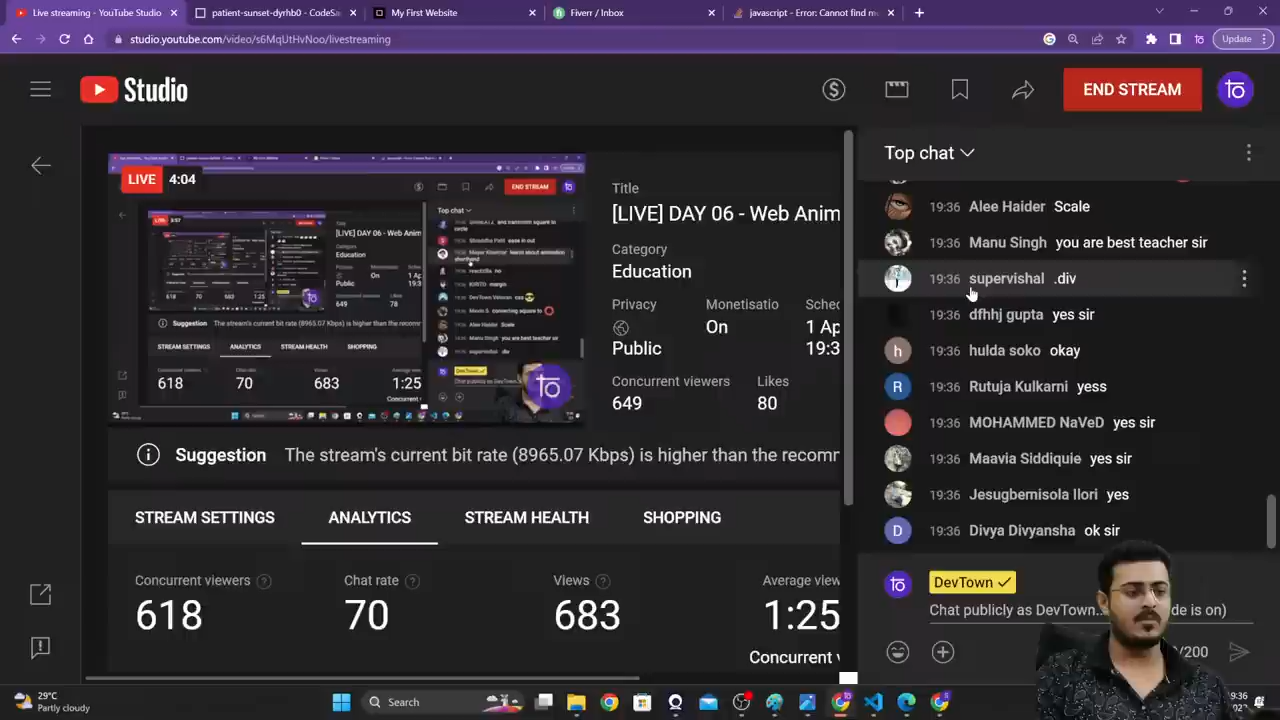 Live streaming - YouTube Studio
patient-sunset-dyrhb0 - CodeSa
My First Website
Fiverr / Inbox
javascript - Error: Cannot find m
studio.youtube.com/video/s6MqUtHvNoo/livestreaming
Update
Studio
END STREAM
Top chat
LIVE 4:04
Title
[LIVE] DAY 06 - Web Anim
Category
Education
Privacy
Monetisatio
Sched
Public
On
1 Ap
19:3
Concurrent viewers
Likes
649
80
Suggestion The stream's current bit rate (8965.07 Kbps) is higher than the recomr
STREAM SETTINGS
ANALYTICS
STREAM HEALTH
SHOPPING
Concurrent viewers
Chat rate
Views
Average view
618
70
683
1:25
Concurrent v
19:36 Alee Haider Scale
19:36 Manu Singh you are best teacher sir
19:36 supervishal .div
19:36 dfhhj gupta yes sir
19:36 hulda soko okay
19:36 Rutuja Kulkarni yess
19:36 MOHAMMED NaVeD yes sir
19:36 Maavia Siddiquie yes sir
19:36 Jesugbemisola Ilori yes
19:36 Divya Divyansha ok sir
DevTown
Chat publicly as DevTown... de is on)
/200
29°C
Partly cloudy
Search